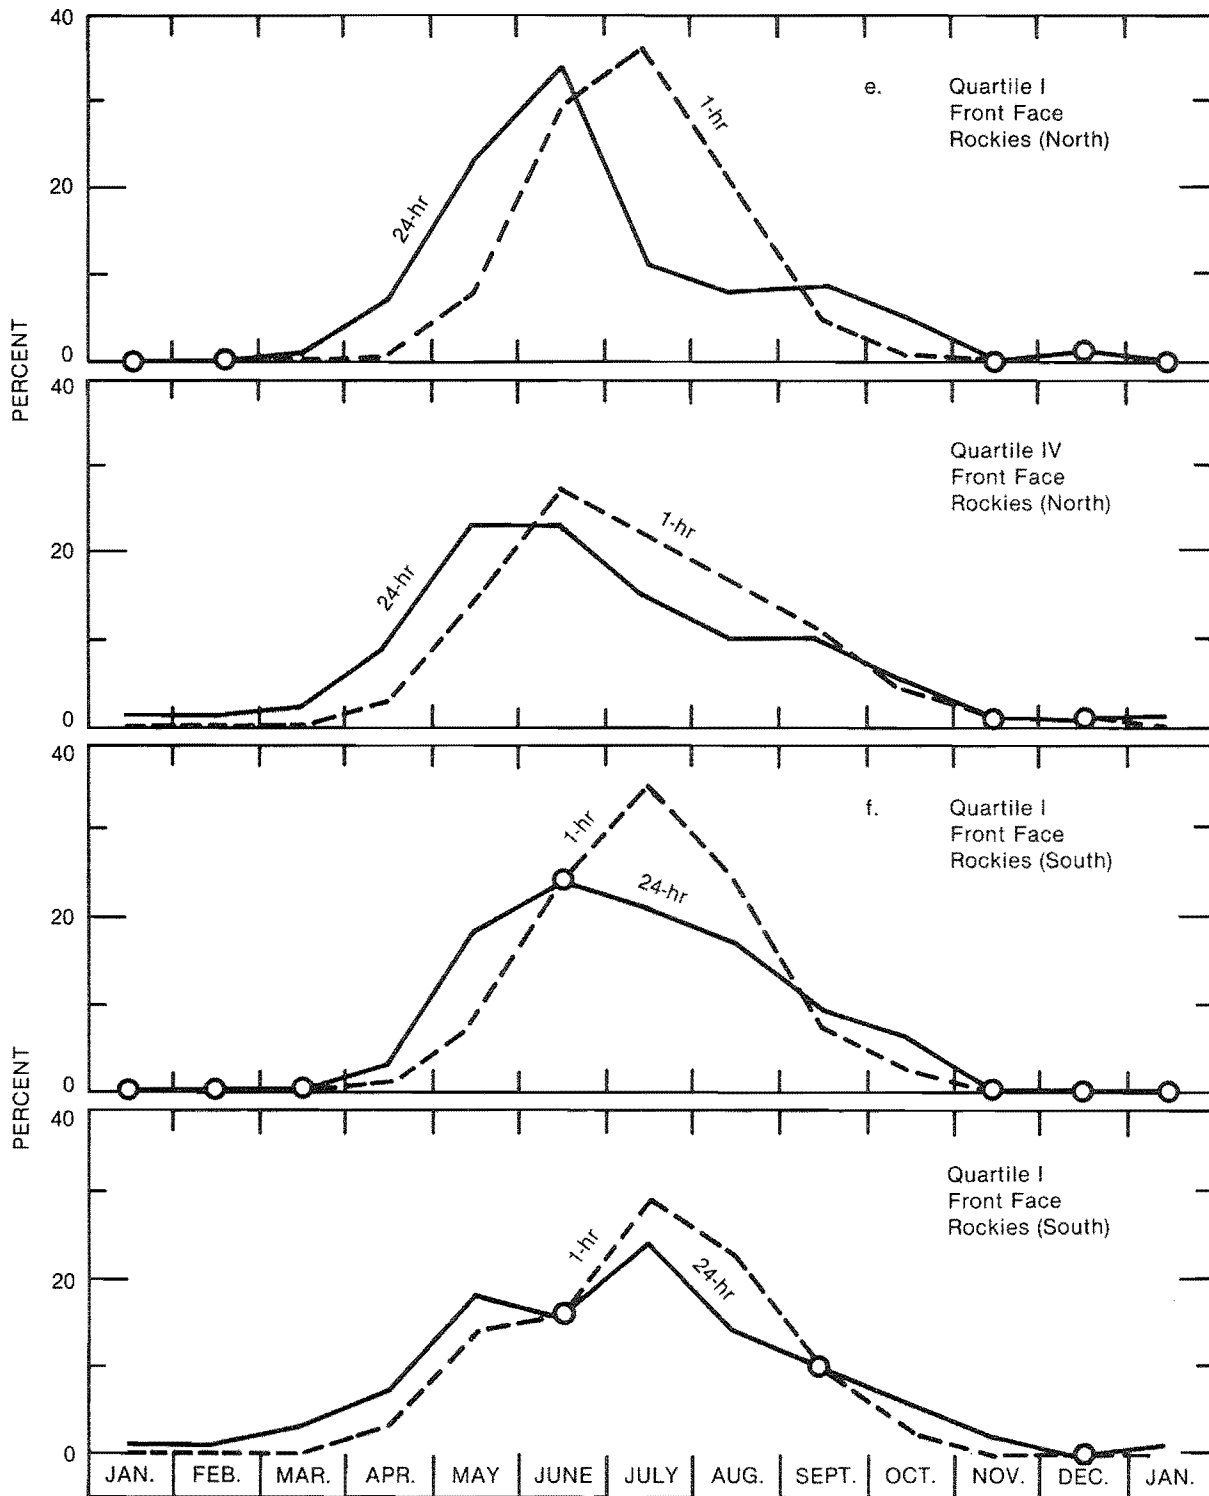 40
20
0
PERCENT
24-hr
1-hr
e. Quartile I
Front Face
Rockies (North)
40
20
0
24-hr
1-hr
Quartile IV
Front Face
Rockies (North)
40
20
0
PERCENT
1-hr
24-hr
f. Quartile I
Front Face
Rockies (South)
40
20
0
1-hr
24-hr
Quartile I
Front Face
Rockies (South)
JAN. FEB. MAR. APR. MAY JUNE JULY AUG. SEPT. OCT. NOV. DEC. JAN.